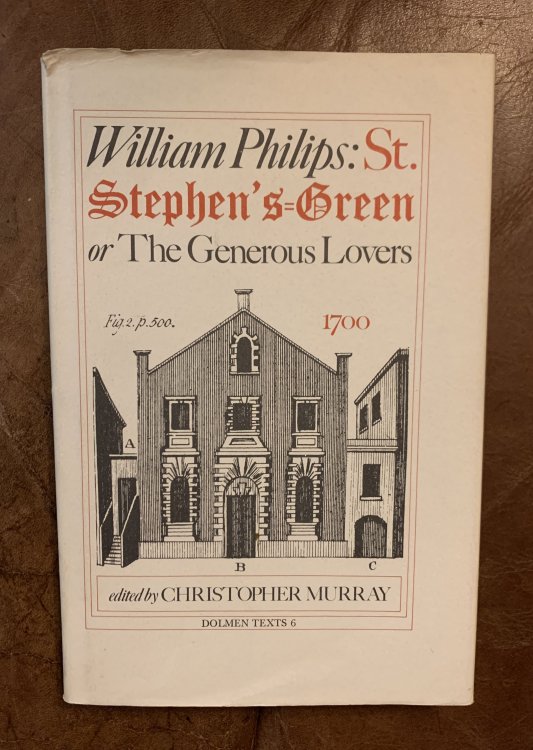 William Philips: St.
Stephen's=Green
or The Generous Lovers
Fig. 2. p. 500.
1700
A
B
C
edited by CHRISTOPHER MURRAY
DOLMEN TEXTS 6